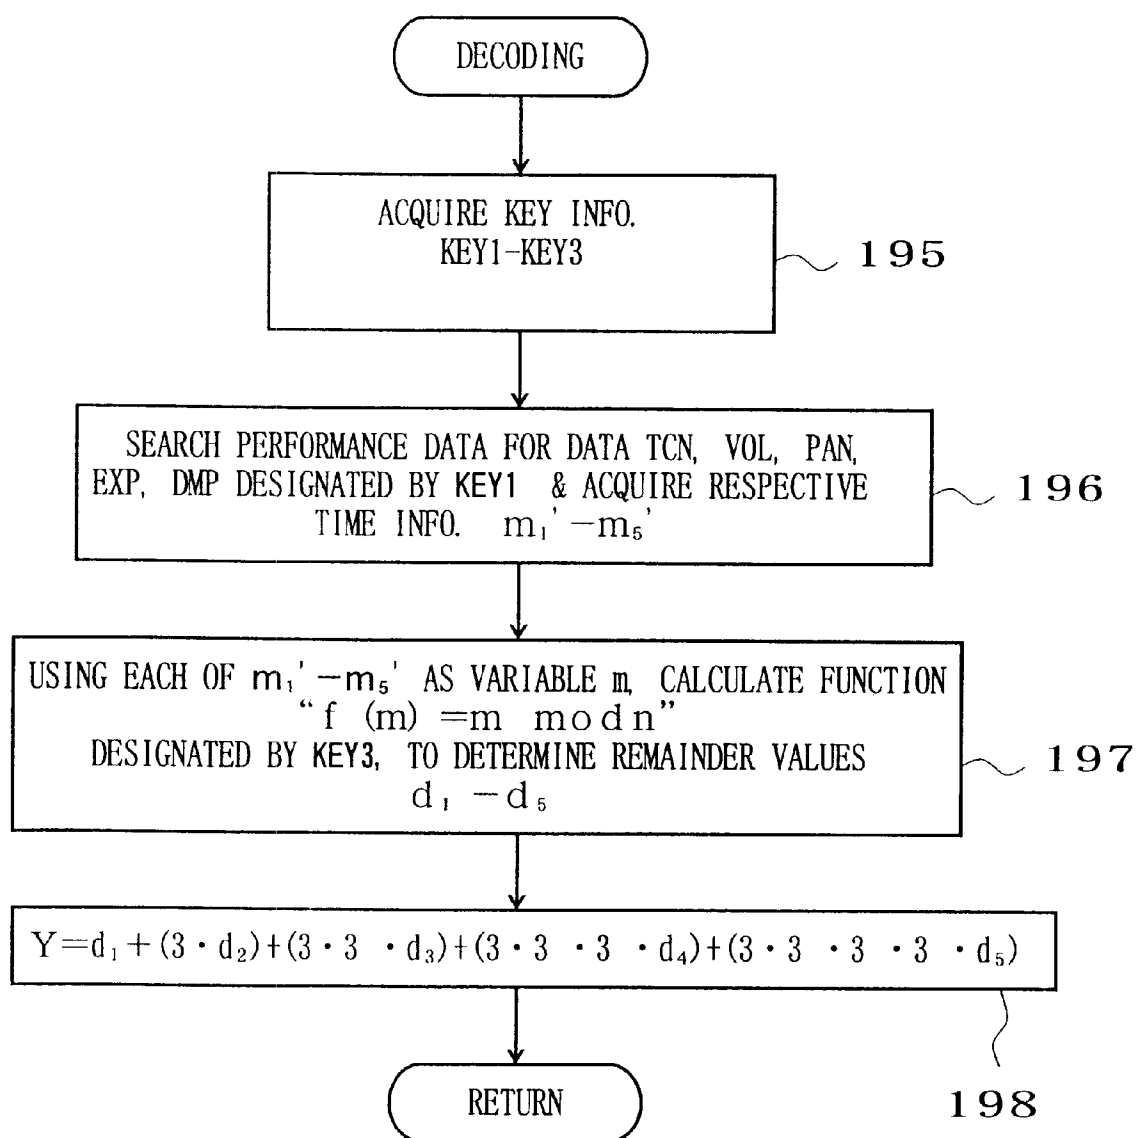 DECODING
ACQUIRE KEY INFO.
KEY1-KEY3
195
SEARCH PERFORMANCE DATA FOR DATA TCN, VOL, PAN,
EXP, DMP DESIGNATED BY KEY1 & ACQUIRE RESPECTIVE
TIME INFO. m₁'-m₅'
196
USING EACH OF m₁'-m₅' AS VARIABLE m, CALCULATE FUNCTION
“f (m) =m mod n”
DESIGNATED BY KEY3, TO DETERMINE REMAINDER VALUES
d₁ -d₅
197
Y=d₁+(3・d₂)+(3・3・d₃)+(3・3・3・d₄)+(3・3・3・3・d₅)
198
RETURN